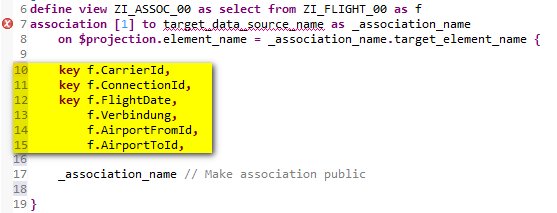 6 define view ZI_ASSOC_00 as select from ZI_FLIGHT_00 as f
7 association [1] to target_data_source_name as _association_name
8 on $projection.element_name = _association_name.target_element_name {
9
10 key f.CarrierId,
11 key f.ConnectionId,
12 key f.FlightDate,
13 f.Verbindung,
14 f.AirportFromId,
15 f.AirportToId,
16
17 _association_name // Make association public
18
19 }